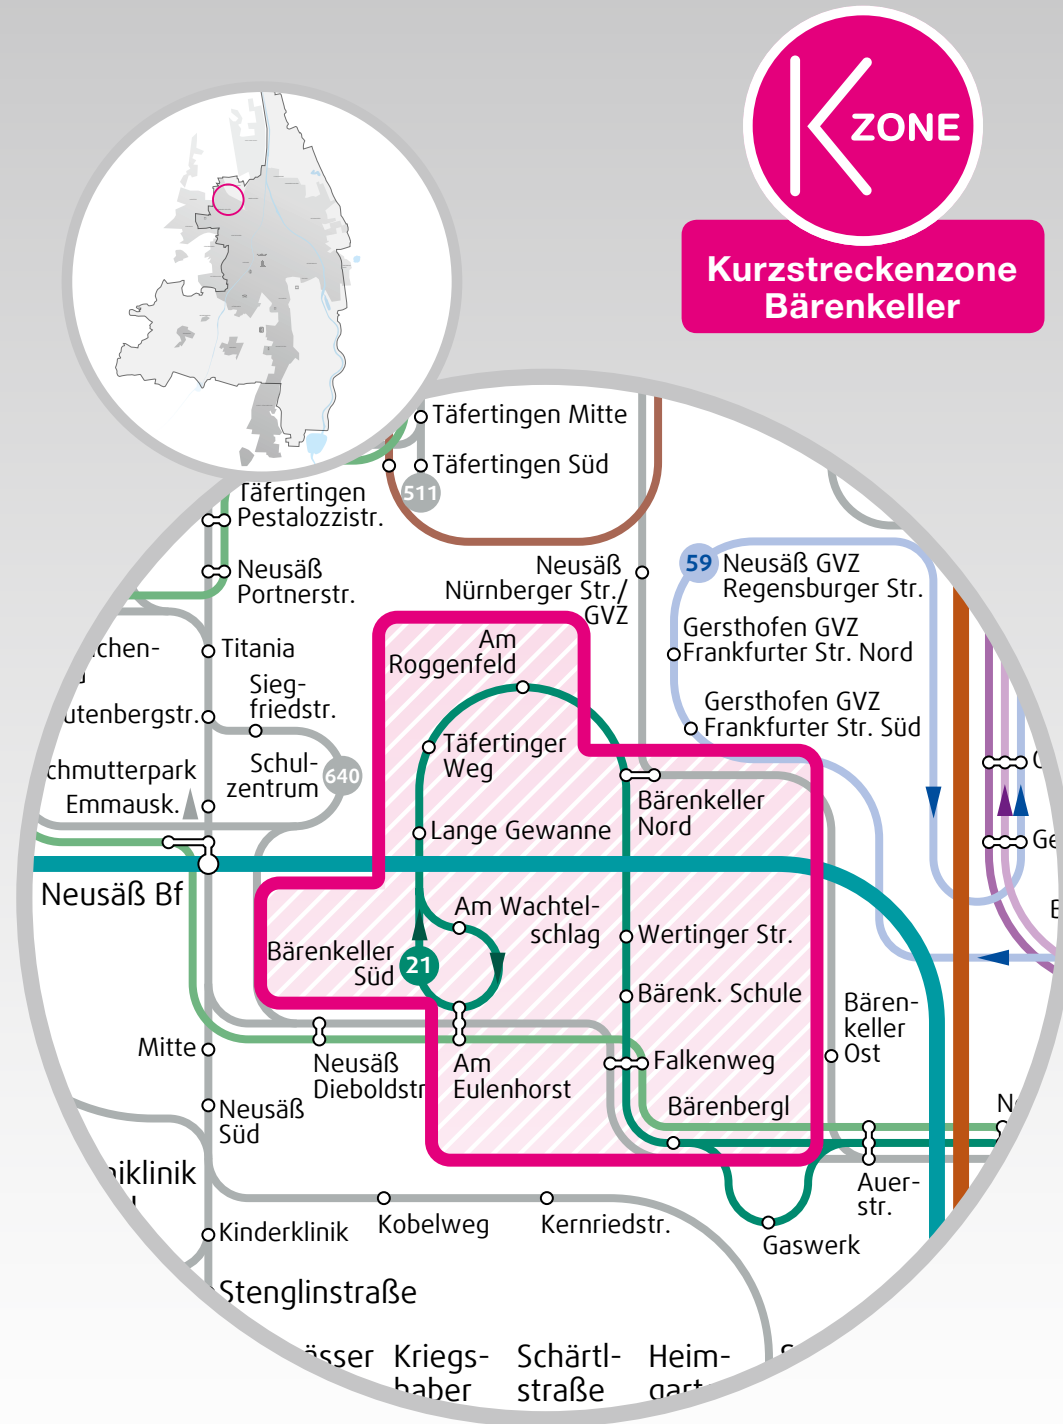 K ZONE
Kurzstreckenzone
Bärenkeller
Täfertingen Mitte
Täfertingen Süd
511
Täfertingen
Pestalozzistr.
Neusäß
Portnerstr.
Neusäß
Nürnberger Str./
GVZ
59
Neusäß GVZ
Regensburger Str.
Gersthofen GVZ
Frankfurter Str. Nord
Gersthofen GVZ
Frankfurter Str. Süd
Titania
Sieg-
friedstr.
Schul-
zentrum
640
Emmausk.
Neusäß Bf
Am
Roggenfeld
Täfertinger
Weg
Lange Gewanne
Bärenkeller
Nord
Am Wachtel-
schlag
Wertinger Str.
Bärenkeller
Süd
21
Bärenk. Schule
Bären-
keller
Ost
Mitte
Neusäß
Dieboldstr
Am
Eulenhorst
Falkenweg
Bärenbergl
Neusäß
Süd
Auer-
str.
Kinderklinik
Kobelweg
Kernriedstr.
Gaswerk
Stenglinstraße
Kriegs-
haber
Schärtl-
straße
Heim-